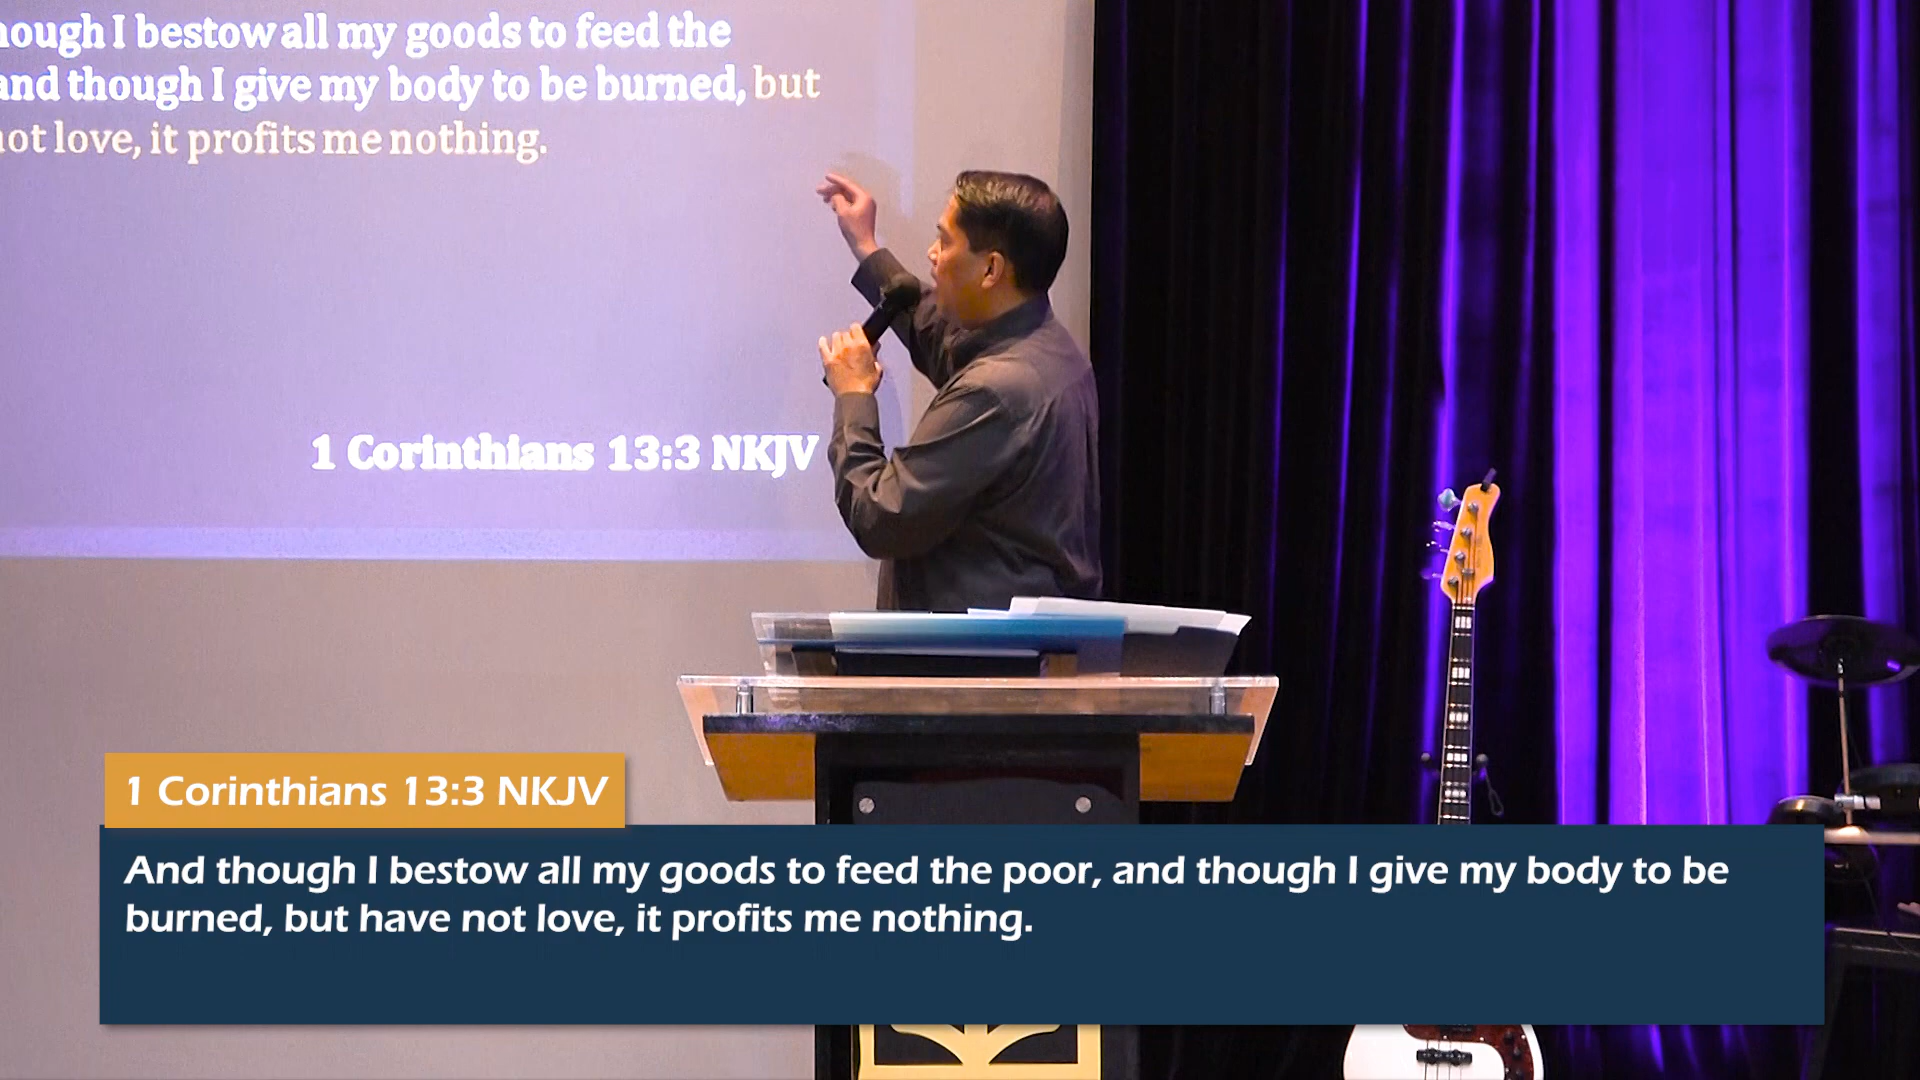 hough I bestow all my goods to feed the
and though I give my body to be burned, but
not love, it profits me nothing.
1 Corinthians 13:3 NKJV
1 Corinthians 13:3 NKJV
And though I bestow all my goods to feed the poor, and though I give my body to be
burned, but have not love, it profits me nothing.